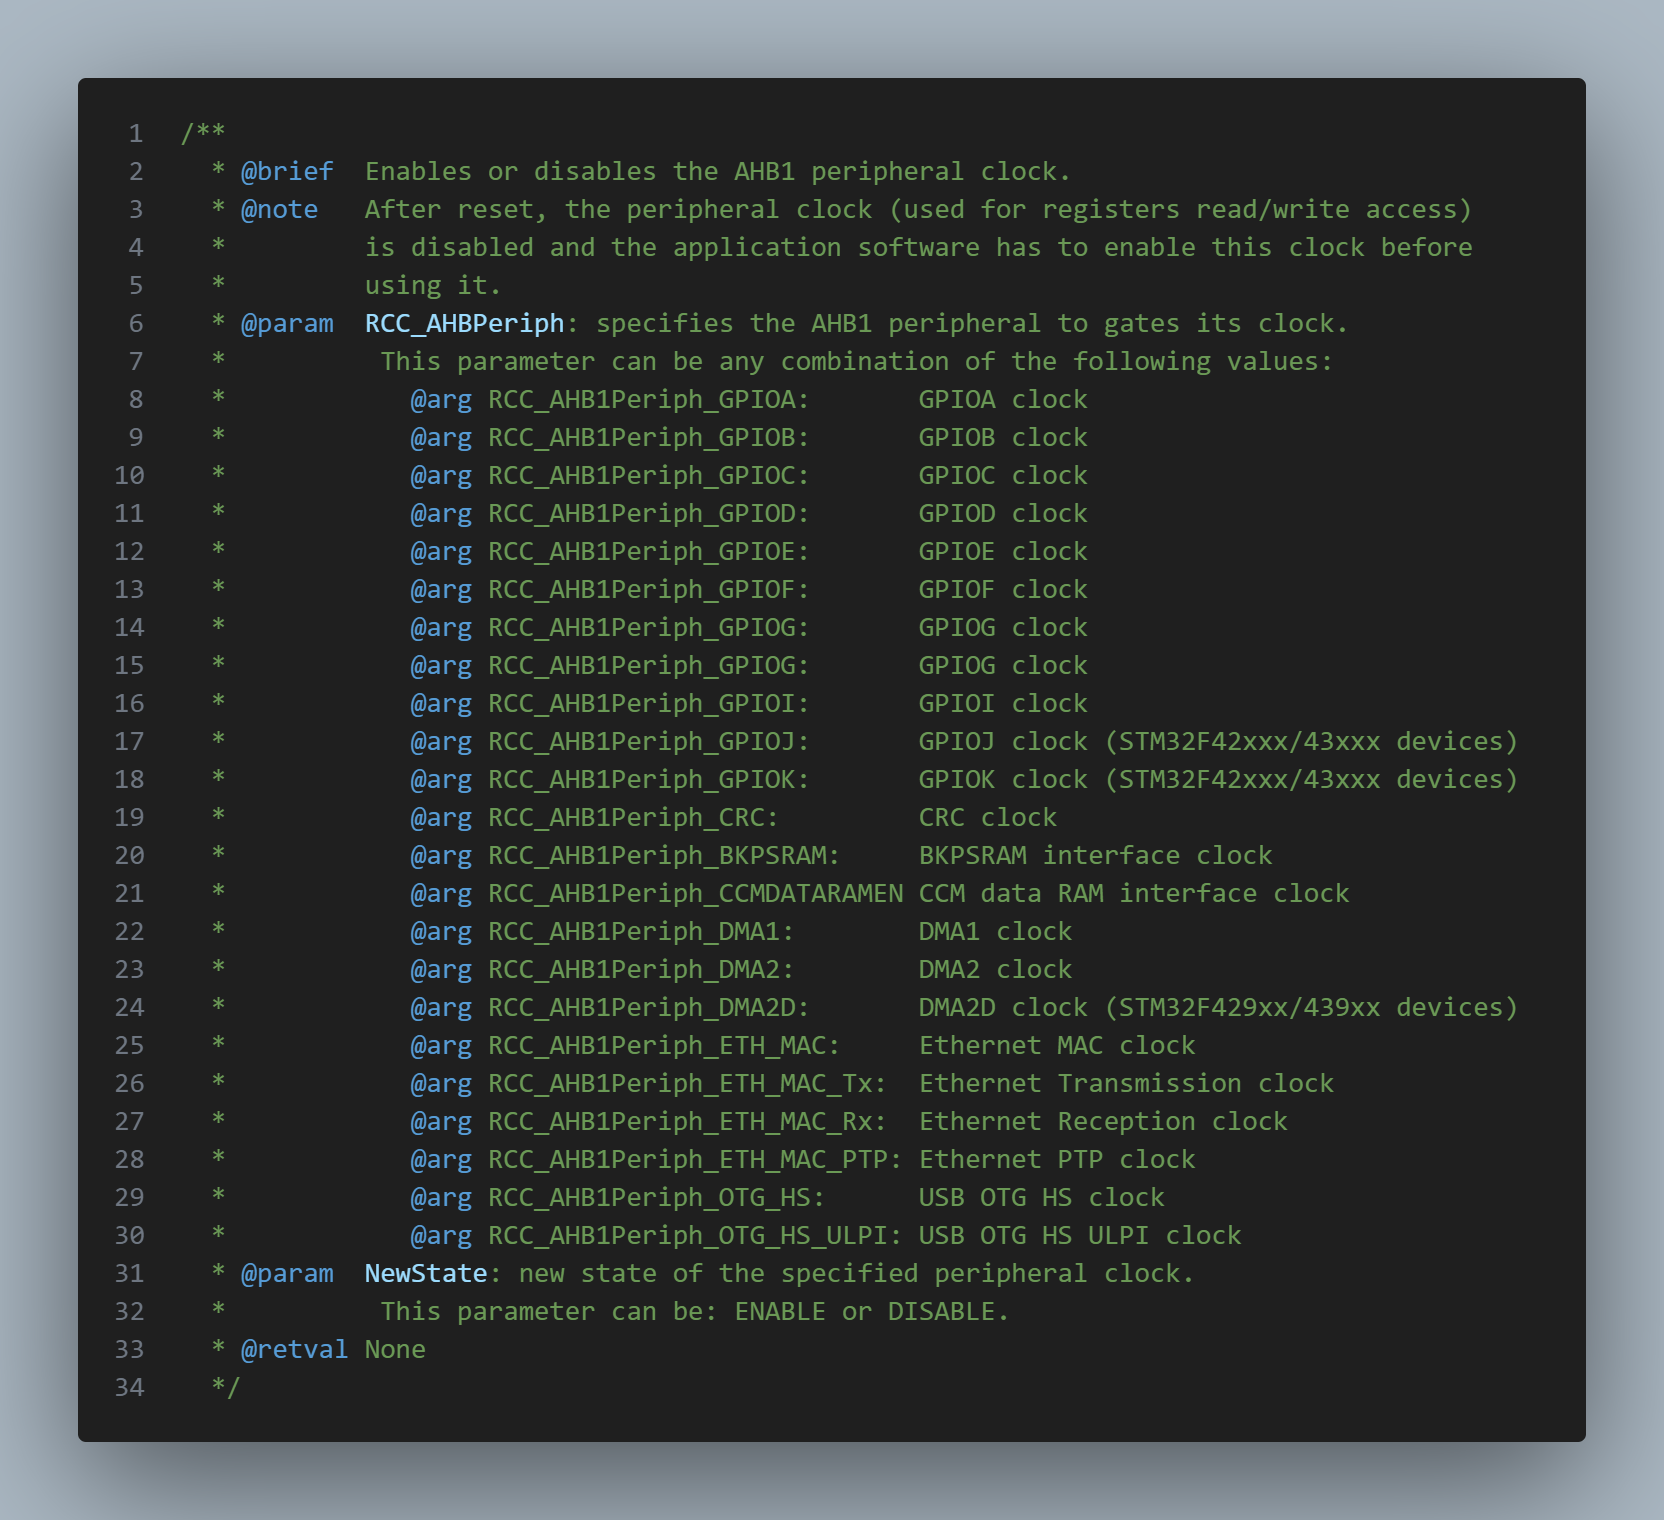 1  /**
2    * @brief  Enables or disables the AHB1 peripheral clock.
3    * @note   After reset, the peripheral clock (used for registers read/write access)
4    *         is disabled and the application software has to enable this clock before
5    *         using it.
6    * @param  RCC_AHBPeriph: specifies the AHB1 peripheral to gates its clock.
7    *          This parameter can be any combination of the following values:
8    *            @arg RCC_AHB1Periph_GPIOA:       GPIOA clock
9    *            @arg RCC_AHB1Periph_GPIOB:       GPIOB clock
10   *            @arg RCC_AHB1Periph_GPIOC:       GPIOC clock
11   *            @arg RCC_AHB1Periph_GPIOD:       GPIOD clock
12   *            @arg RCC_AHB1Periph_GPIOE:       GPIOE clock
13   *            @arg RCC_AHB1Periph_GPIOF:       GPIOF clock
14   *            @arg RCC_AHB1Periph_GPIOG:       GPIOG clock
15   *            @arg RCC_AHB1Periph_GPIOG:       GPIOG clock
16   *            @arg RCC_AHB1Periph_GPIOI:       GPIOI clock
17   *            @arg RCC_AHB1Periph_GPIOJ:       GPIOJ clock (STM32F42xxx/43xxx devices)
18   *            @arg RCC_AHB1Periph_GPIOK:       GPIOK clock (STM32F42xxx/43xxx devices)
19   *            @arg RCC_AHB1Periph_CRC:         CRC clock
20   *            @arg RCC_AHB1Periph_BKPSRAM:     BKPSRAM interface clock
21   *            @arg RCC_AHB1Periph_CCMDATARAMEN CCM data RAM interface clock
22   *            @arg RCC_AHB1Periph_DMA1:        DMA1 clock
23   *            @arg RCC_AHB1Periph_DMA2:        DMA2 clock
24   *            @arg RCC_AHB1Periph_DMA2D:       DMA2D clock (STM32F429xx/439xx devices)
25   *            @arg RCC_AHB1Periph_ETH_MAC:     Ethernet MAC clock
26   *            @arg RCC_AHB1Periph_ETH_MAC_Tx:  Ethernet Transmission clock
27   *            @arg RCC_AHB1Periph_ETH_MAC_Rx:  Ethernet Reception clock
28   *            @arg RCC_AHB1Periph_ETH_MAC_PTP: Ethernet PTP clock
29   *            @arg RCC_AHB1Periph_OTG_HS:      USB OTG HS clock
30   *            @arg RCC_AHB1Periph_OTG_HS_ULPI: USB OTG HS ULPI clock
31   * @param  NewState: new state of the specified peripheral clock.
32   *          This parameter can be: ENABLE or DISABLE.
33   * @retval None
34   */